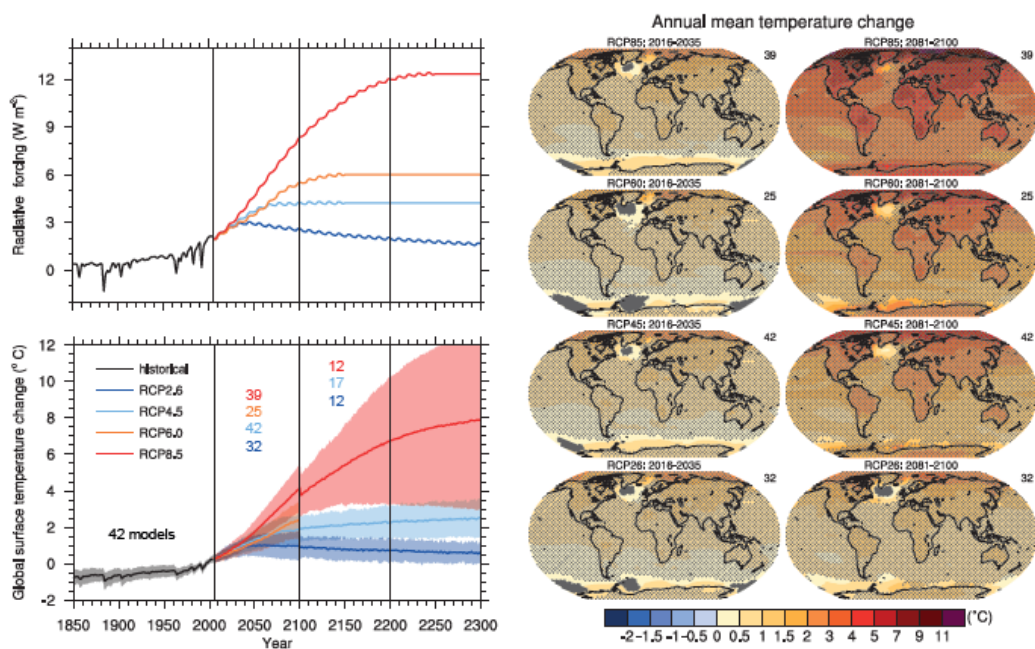 12
9
6
3
0
Radiative forcing (W m⁻²)
12
10
8
6
4
2
0
-2
Global surface temperature change (°C)
historical
RCP2.6
RCP4.5
RCP6.0
RCP8.5
39
25
42
32
12
17
12
42 models
1850
1900
1950
2000
2050
2100
2150
2200
2250
2300
Year
Annual mean temperature change
RCP85: 2016-2035
39
RCP85: 2081-2100
39
RCP60: 2016-2035
25
RCP60: 2081-2100
25
RCP45: 2016-2035
42
RCP45: 2081-2100
42
RCP26: 2016-2035
32
RCP26: 2081-2100
32
-2 -1.5 -1 -0.5 0 0.5 1 1.5 2 3 4 5 7 9 11 (°C)